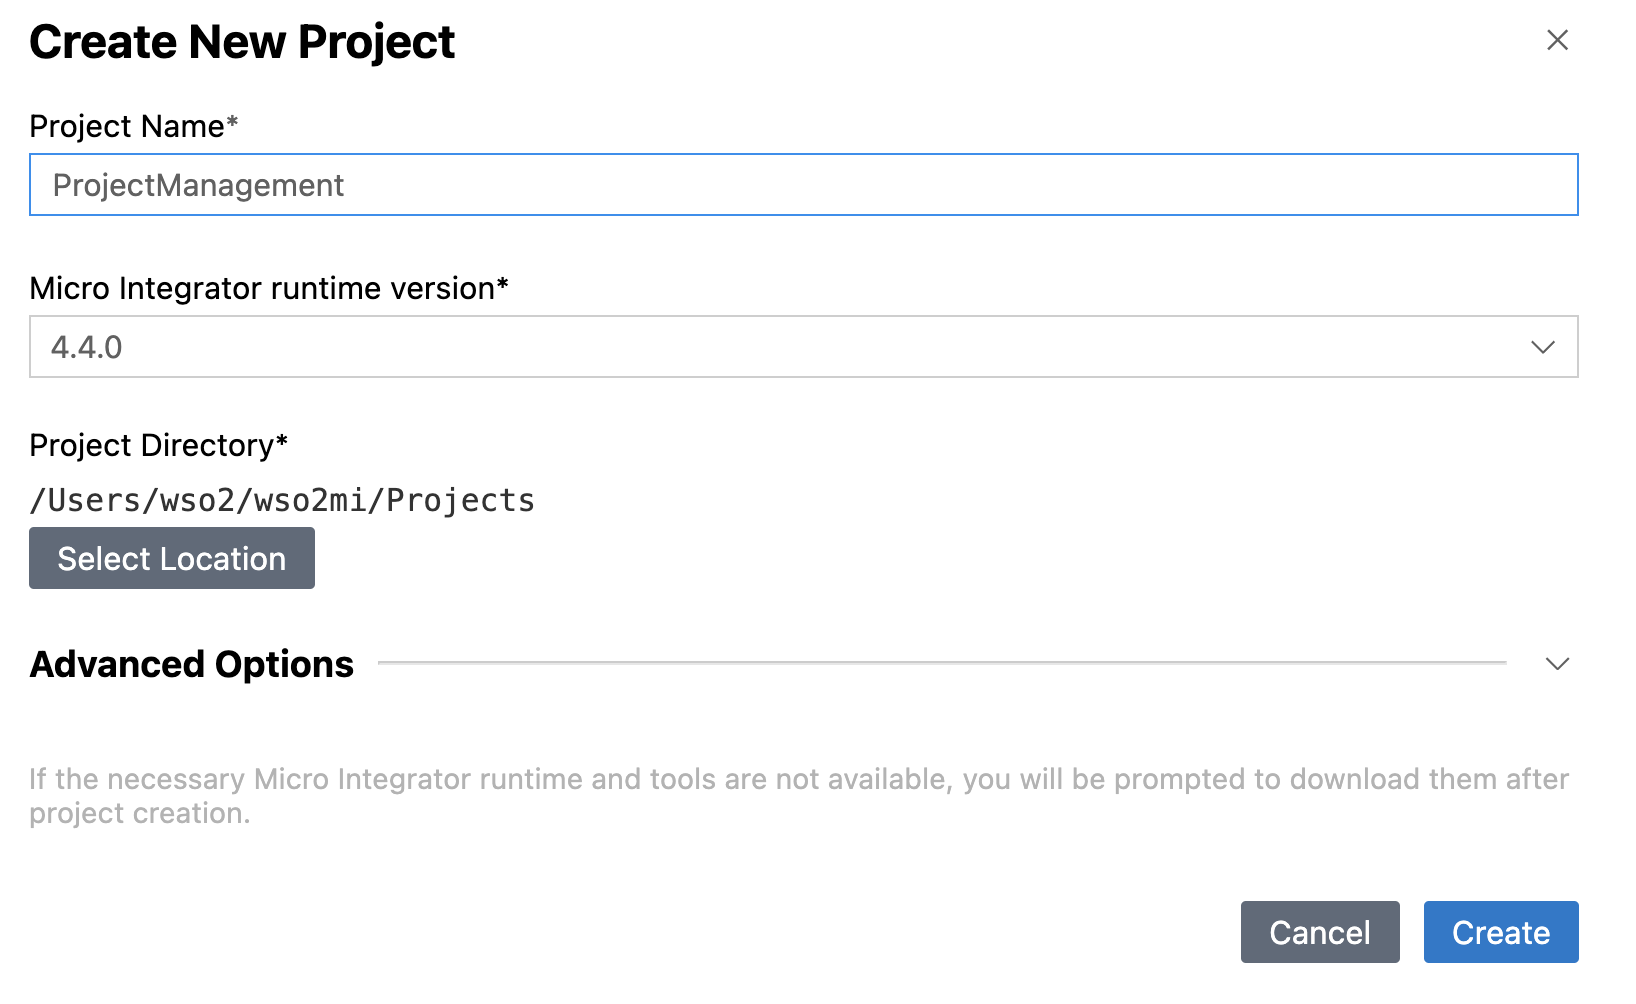 Create New Project
Project Name*
ProjectManagement
Micro Integrator runtime version*
4.4.0
Project Directory*
/Users/wso2/wso2mi/Projects
Select Location
Advanced Options
If the necessary Micro Integrator runtime and tools are not available, you will be prompted to download them after
project creation.
Cancel
Create